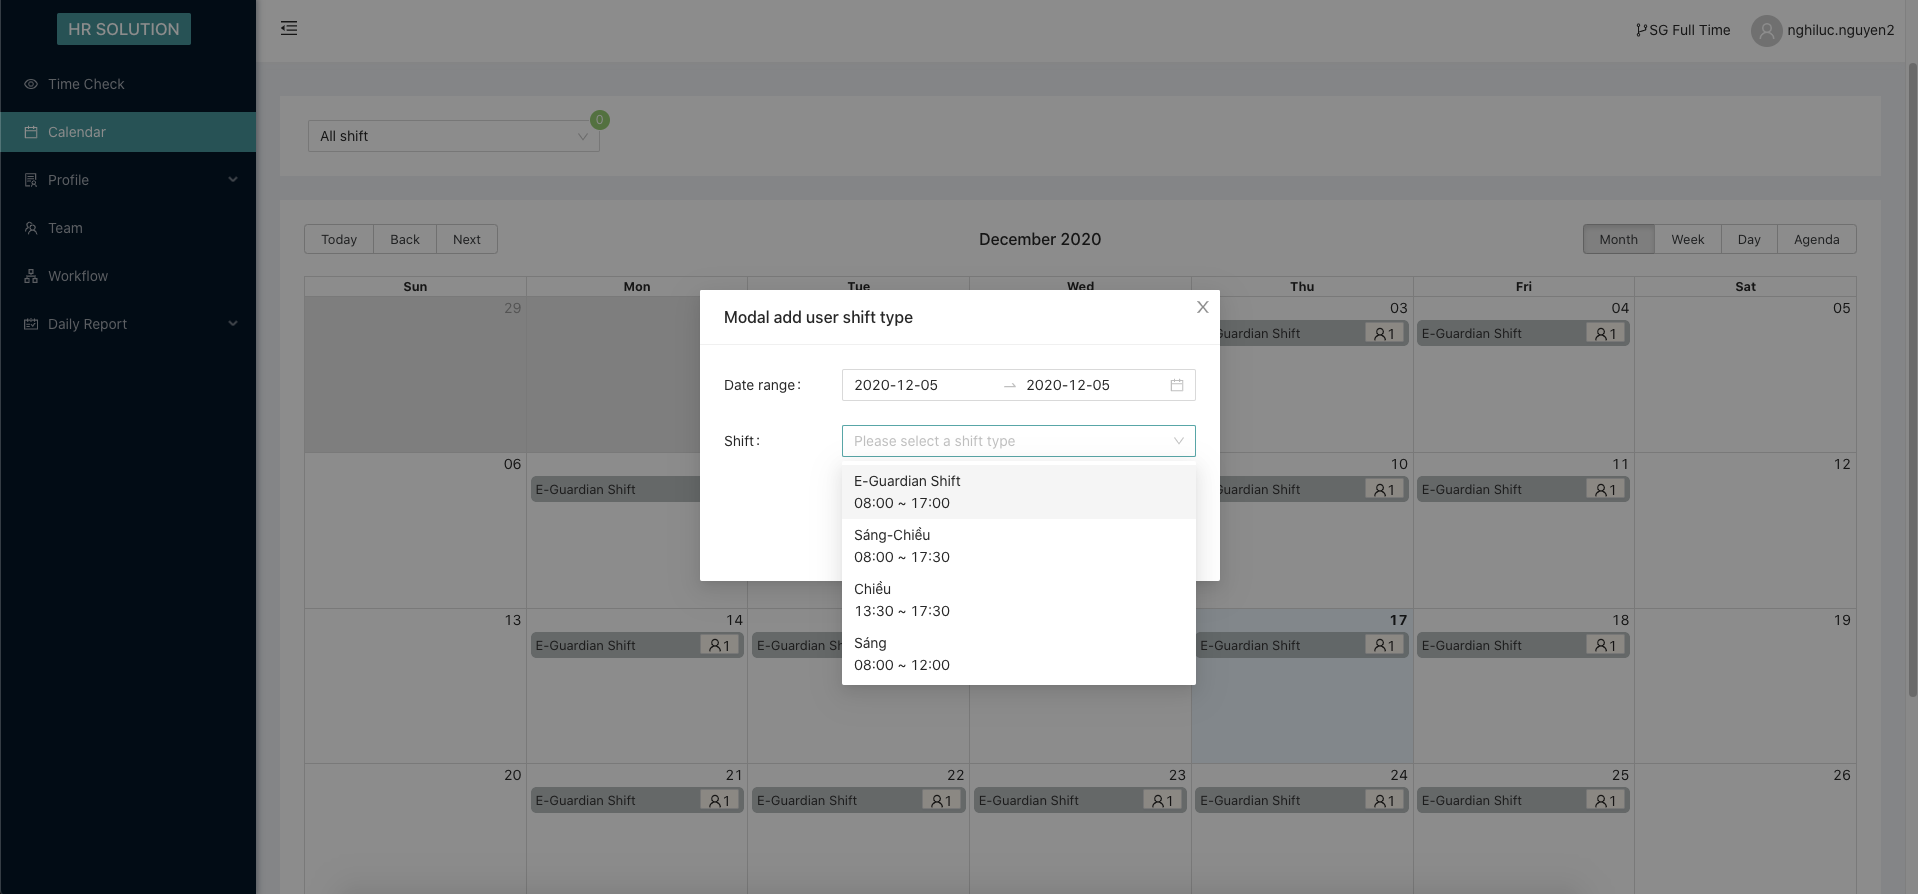 HR SOLUTION
SG Full Time
nghiluc.nguyen2
Time Check
Calendar
Profile
Team
Workflow
Daily Report
All shift
0
Today Back Next
December 2020
Month Week Day Agenda
Sun Mon Tue Wed Thu Fri Sat
29 03 04 05
Guardian Shift 1 E-Guardian Shift 1
Modal add user shift type
Date range :
2020-12-05 → 2020-12-05
Shift :
Please select a shift type
E-Guardian Shift
08:00 ~ 17:00
Sáng-Chiều
08:00 ~ 17:30
Chiều
13:30 ~ 17:30
Sáng
08:00 ~ 12:00
06 10 11 12
E-Guardian Shift Guardian Shift 1 E-Guardian Shift 1
13 14 17 18 19
E-Guardian Shift 1 E-Guardian Sh E-Guardian Shift 1 E-Guardian Shift 1
20 21 22 23 24 25 26
E-Guardian Shift 1 E-Guardian Shift 1 E-Guardian Shift 1 E-Guardian Shift 1 E-Guardian Shift 1